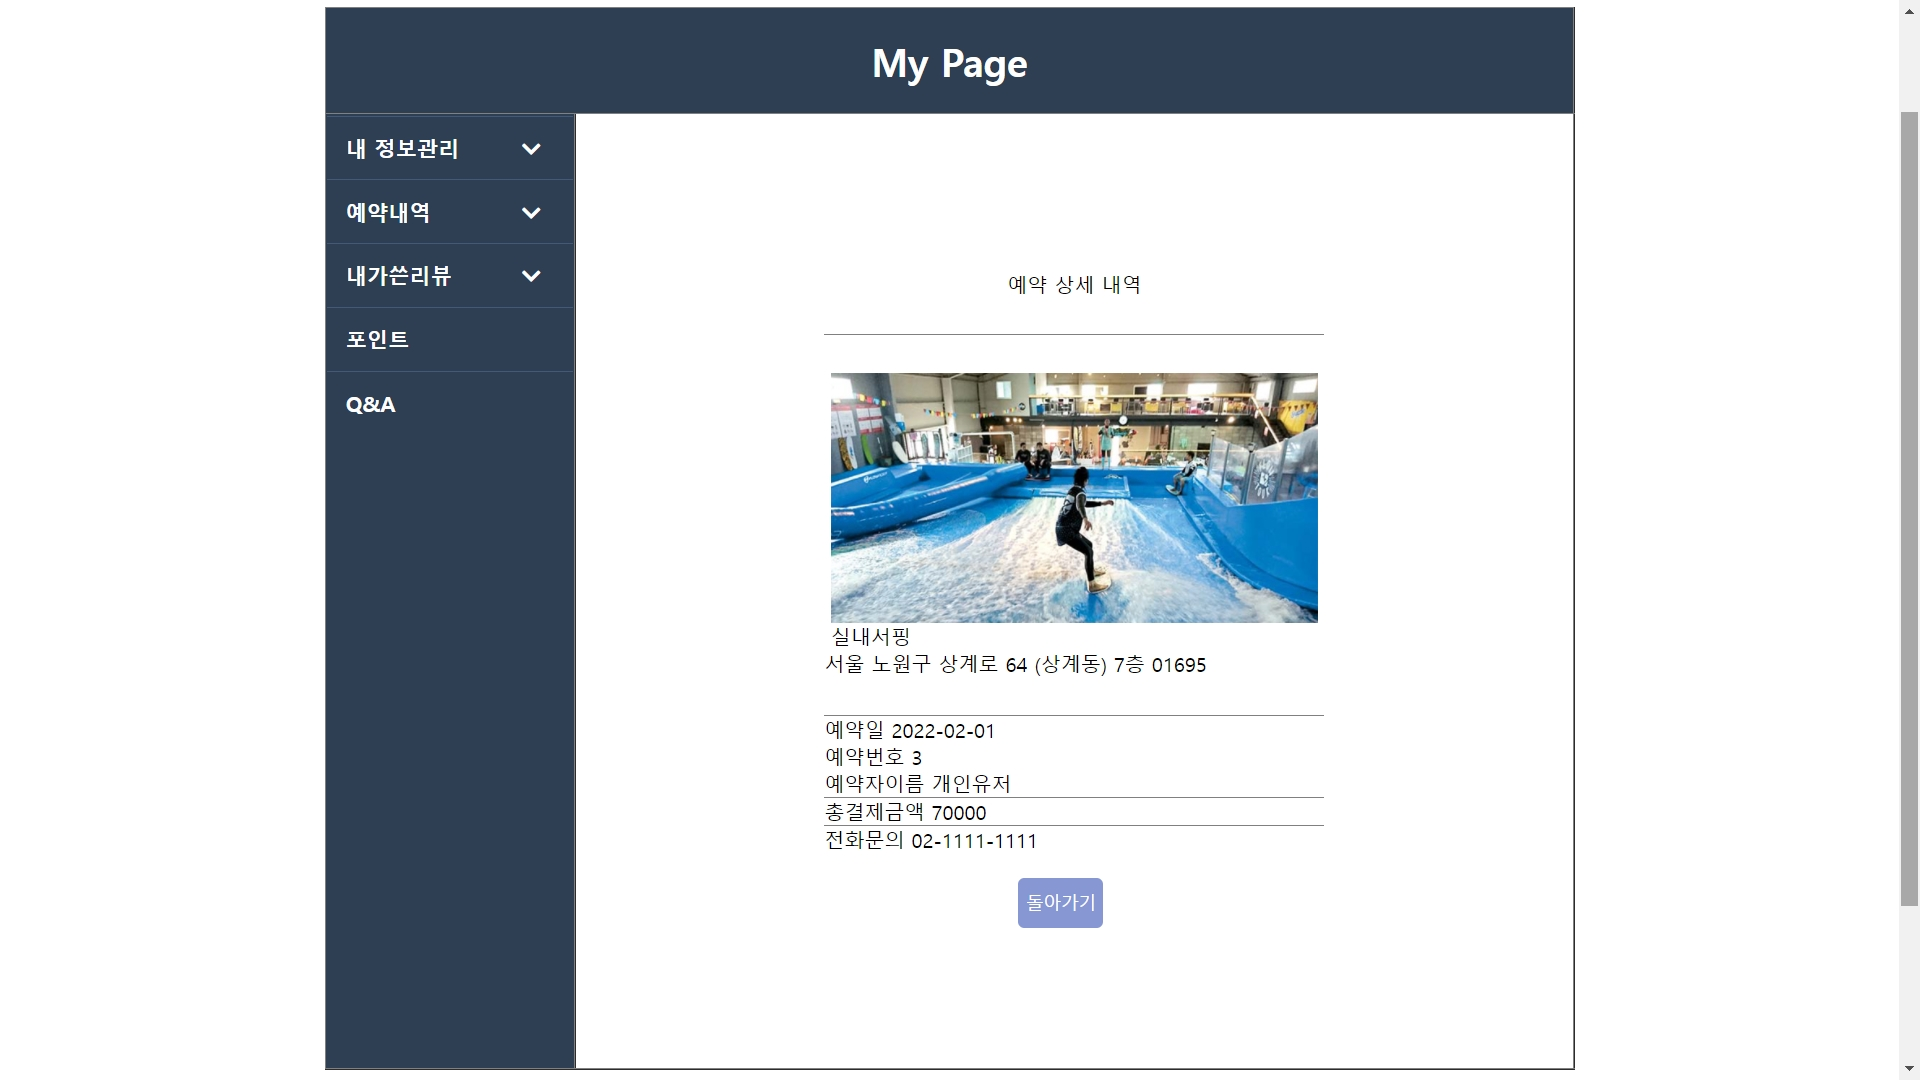 My Page
내 정보관리
예약내역
내가쓴리뷰
포인트
Q&A
예약 상세 내역
실내서핑
서울 노원구 상계로 64 (상계동) 7층 01695
예약일 2022-02-01
예약번호 3
예약자이름 개인유저
총결제금액 70000
전화문의 02-1111-1111
돌아가기